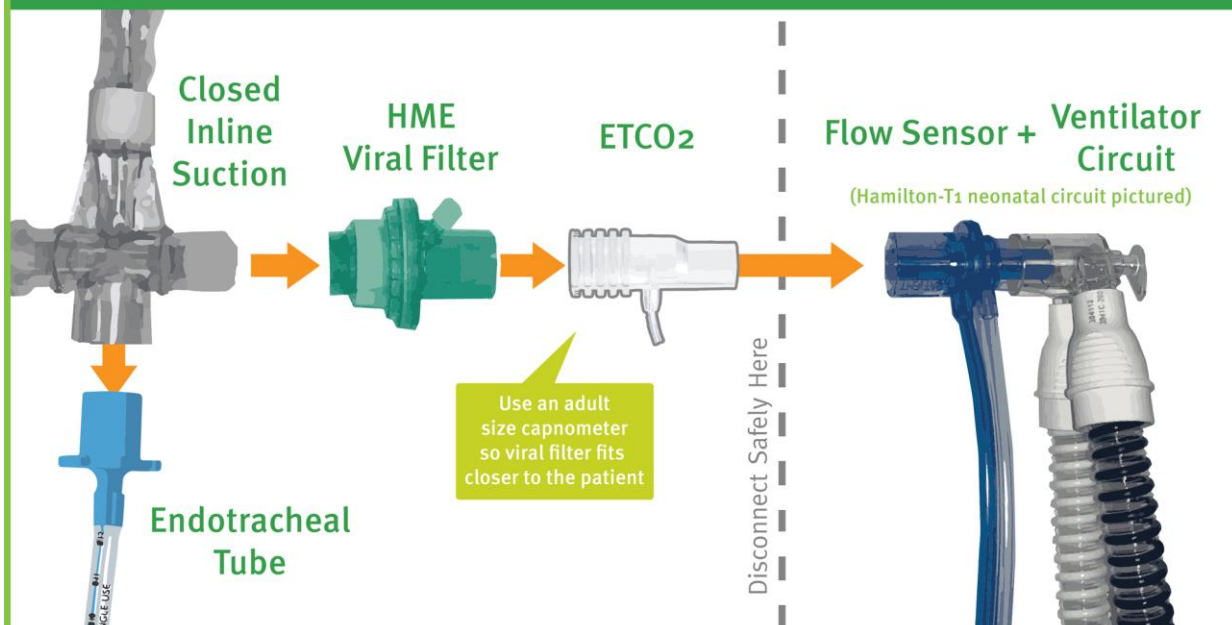 Closed
Inline
Suction
HME
Viral Filter
ETCO2
Flow Sensor +
Ventilator
Circuit
(Hamilton-T1 neonatal circuit pictured)
Use an adult
size capnometer
so viral filter fits
closer to the patient
Disconnect Safely Here
Endotracheal
Tube